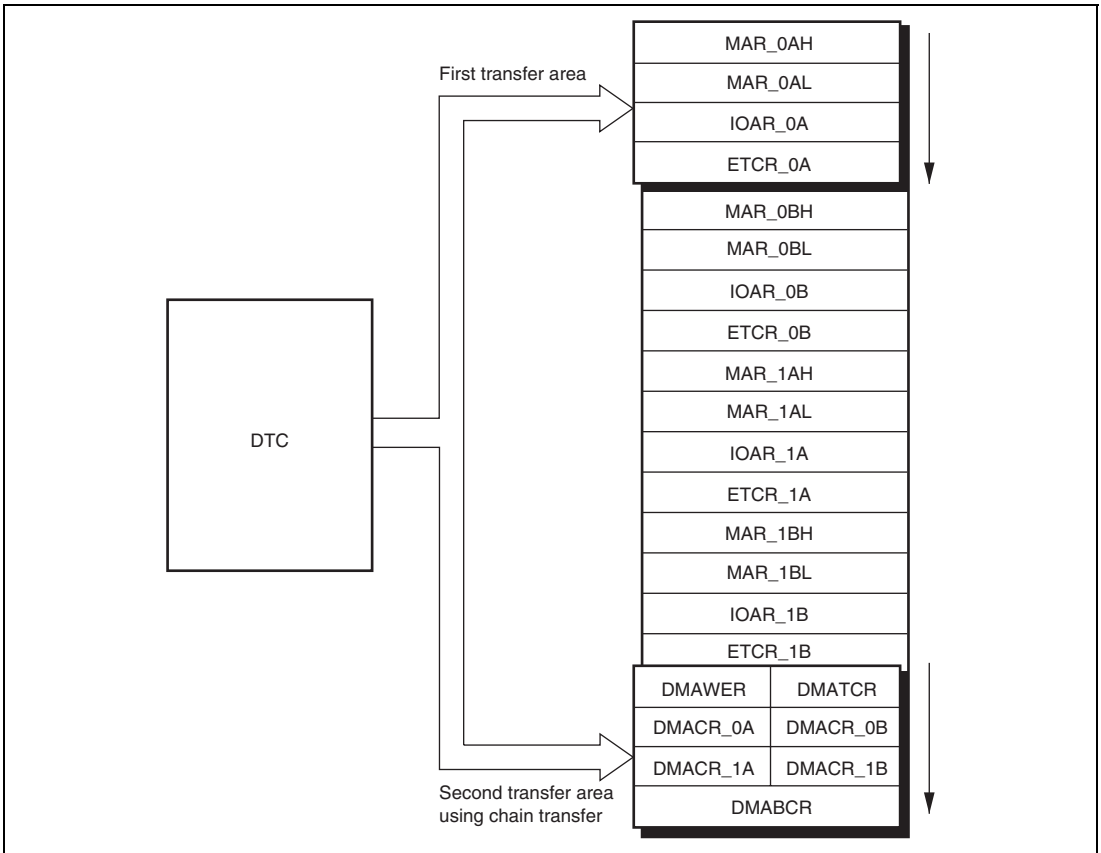 MAR_0AH
First transfer area
MAR_0AL
IOAR_0A
ETCR_0A
MAR_0BH
MAR_0BL
IOAR_0B
ETCR_0B
MAR_1AH
MAR_1AL
DTC
IOAR_1A
ETCR_1A
MAR_1BH
MAR_1BL
IOAR_1B
ETCR_1B
DMAWER DMATCR
DMACR_0A DMACR_0B
DMACR_1A DMACR_1B
Second transfer area
using chain transfer
DMABCR